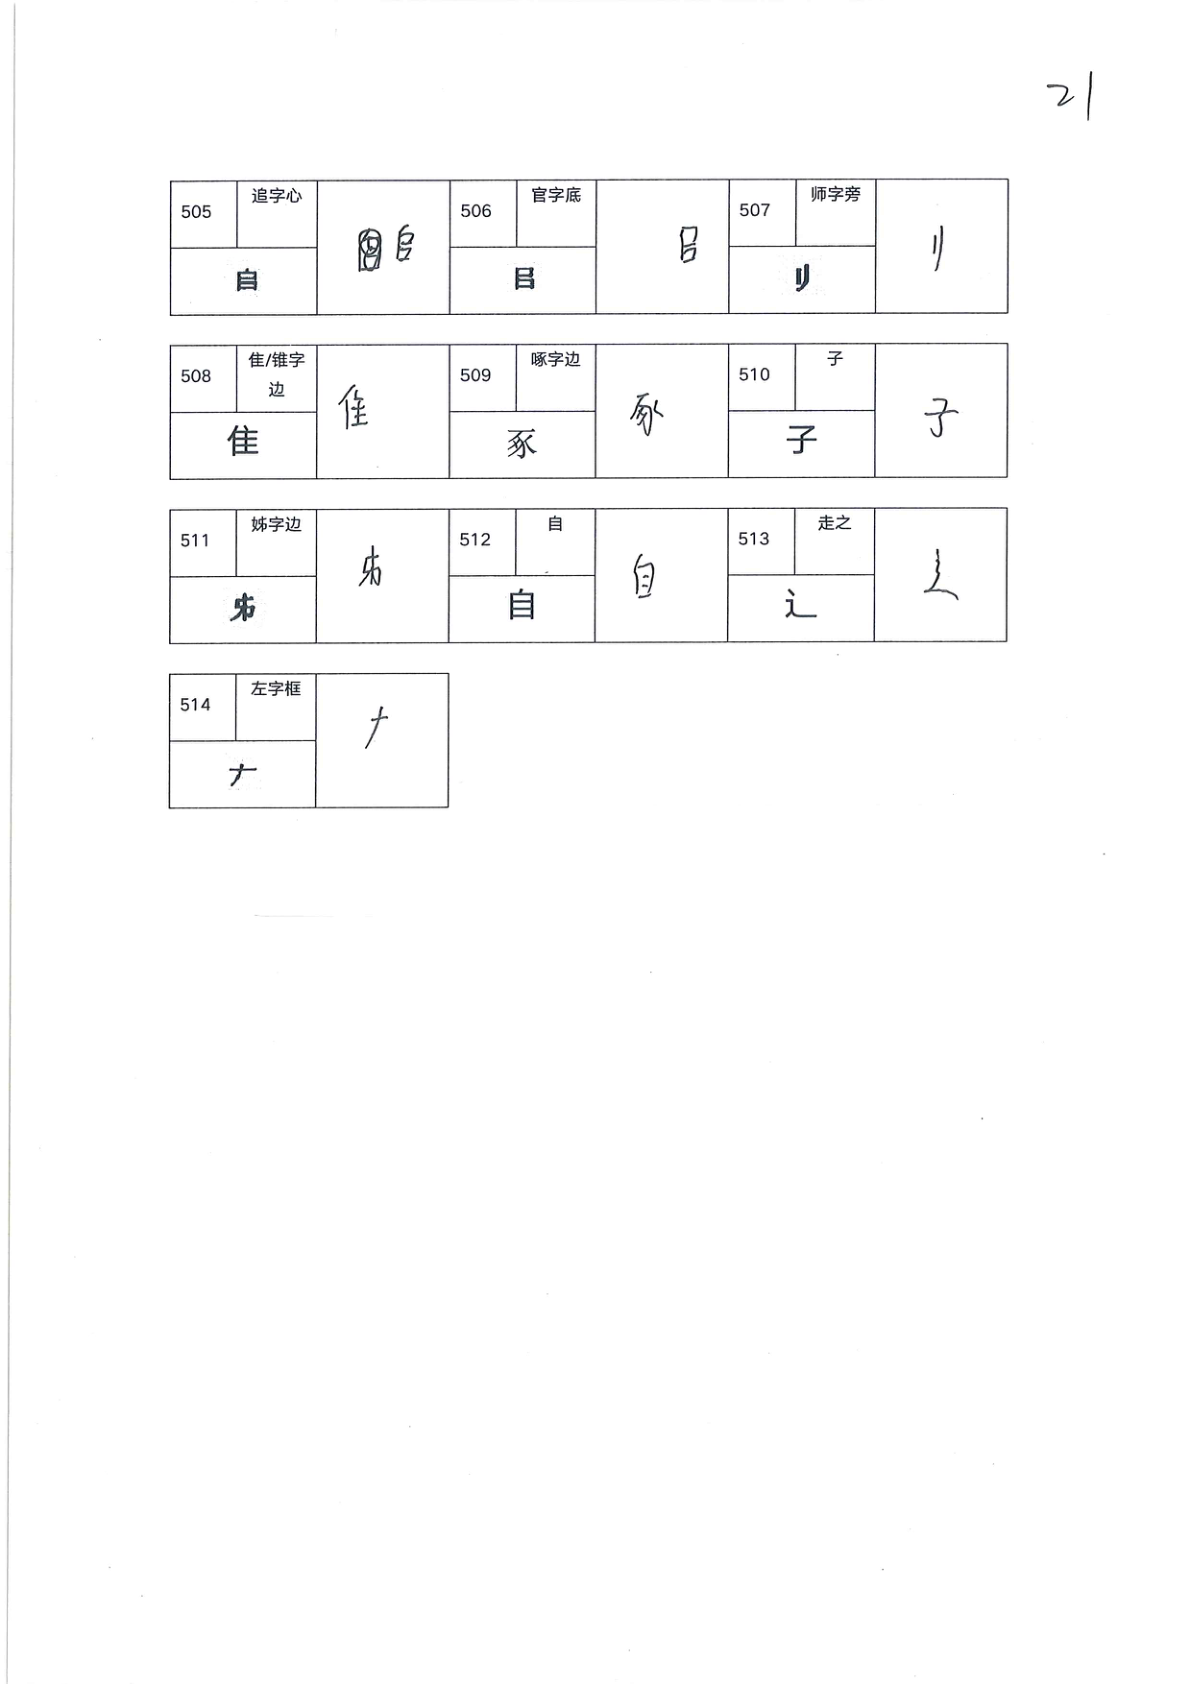 21
505 追字心 𠂤 𠂤
506 官字底 㠯 㠯
507 师字旁 刂 刂
508 隹/锥字边 隹 隹
509 啄字边 豖 豖
510 子 子 子
511 姊字边 𠂔 𠂔
512 自 自 自
513 走之 辶 辶
514 左字框 𠂇 𠂇